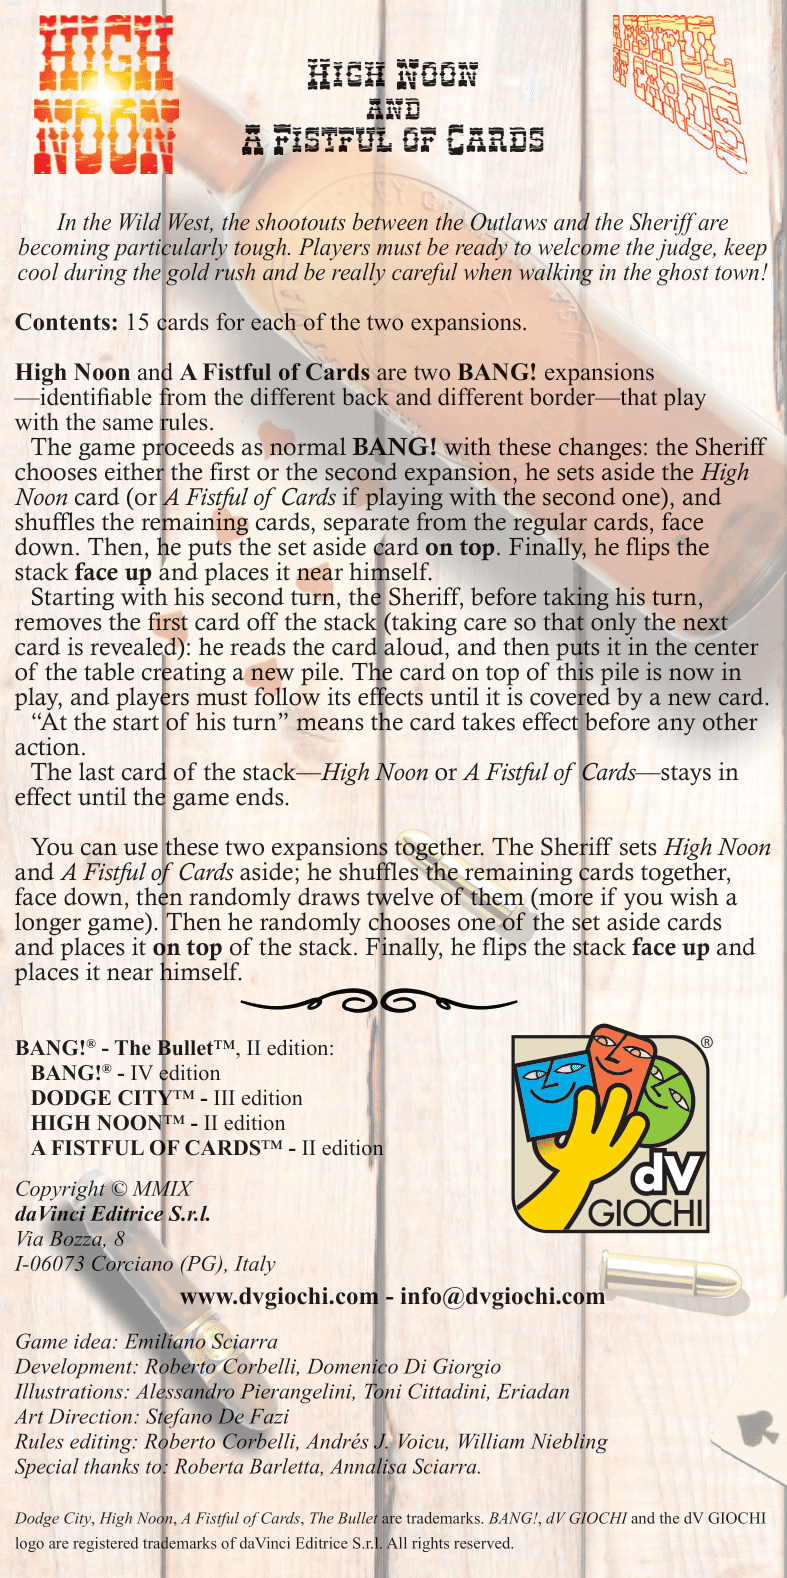 HIGH
NOON
A FISTFUL
OF CARDS
HIGH NOON
AND
A FISTFUL OF CARDS
In the Wild West, the shootouts between the Outlaws and the Sheriff are
becoming particularly tough. Players must be ready to welcome the judge, keep
cool during the gold rush and be really careful when walking in the ghost town!
Contents: 15 cards for each of the two expansions.
High Noon and A Fistful of Cards are two BANG! expansions
—identifiable from the different back and different border—that play
with the same rules.
The game proceeds as normal BANG! with these changes: the Sheriff
chooses either the first or the second expansion, he sets aside the High
Noon card (or A Fistful of Cards if playing with the second one), and
shuffles the remaining cards, separate from the regular cards, face
down. Then, he puts the set aside card on top. Finally, he flips the
stack face up and places it near himself.
Starting with his second turn, the Sheriff, before taking his turn,
removes the first card off the stack (taking care so that only the next
card is revealed): he reads the card aloud, and then puts it in the center
of the table creating a new pile. The card on top of this pile is now in
play, and players must follow its effects until it is covered by a new card.
“At the start of his turn” means the card takes effect before any other
action.
The last card of the stack—High Noon or A Fistful of Cards—stays in
effect until the game ends.
You can use these two expansions together. The Sheriff sets High Noon
and A Fistful of Cards aside; he shuffles the remaining cards together,
face down, then randomly draws twelve of them (more if you wish a
longer game). Then he randomly chooses one of the set aside cards
and places it on top of the stack. Finally, he flips the stack face up and
places it near himself.
BANG!® - The Bullet™, II edition:
BANG!® - IV edition
DODGE CITY™ - III edition
HIGH NOON™ - II edition
A FISTFUL OF CARDS™ - II edition
®
dV
GIOCHI
Copyright © MMIX
daVinci Editrice S.r.l.
Via Bozza, 8
I-06073 Corciano (PG), Italy
www.dvgiochi.com - info@dvgiochi.com
Game idea: Emiliano Sciarra
Development: Roberto Corbelli, Domenico Di Giorgio
Illustrations: Alessandro Pierangelini, Toni Cittadini, Eriadan
Art Direction: Stefano De Fazi
Rules editing: Roberto Corbelli, Andrés J. Voicu, William Niebling
Special thanks to: Roberta Barletta, Annalisa Sciarra.
Dodge City, High Noon, A Fistful of Cards, The Bullet are trademarks. BANG!, dV GIOCHI and the dV GIOCHI
logo are registered trademarks of daVinci Editrice S.r.l. All rights reserved.